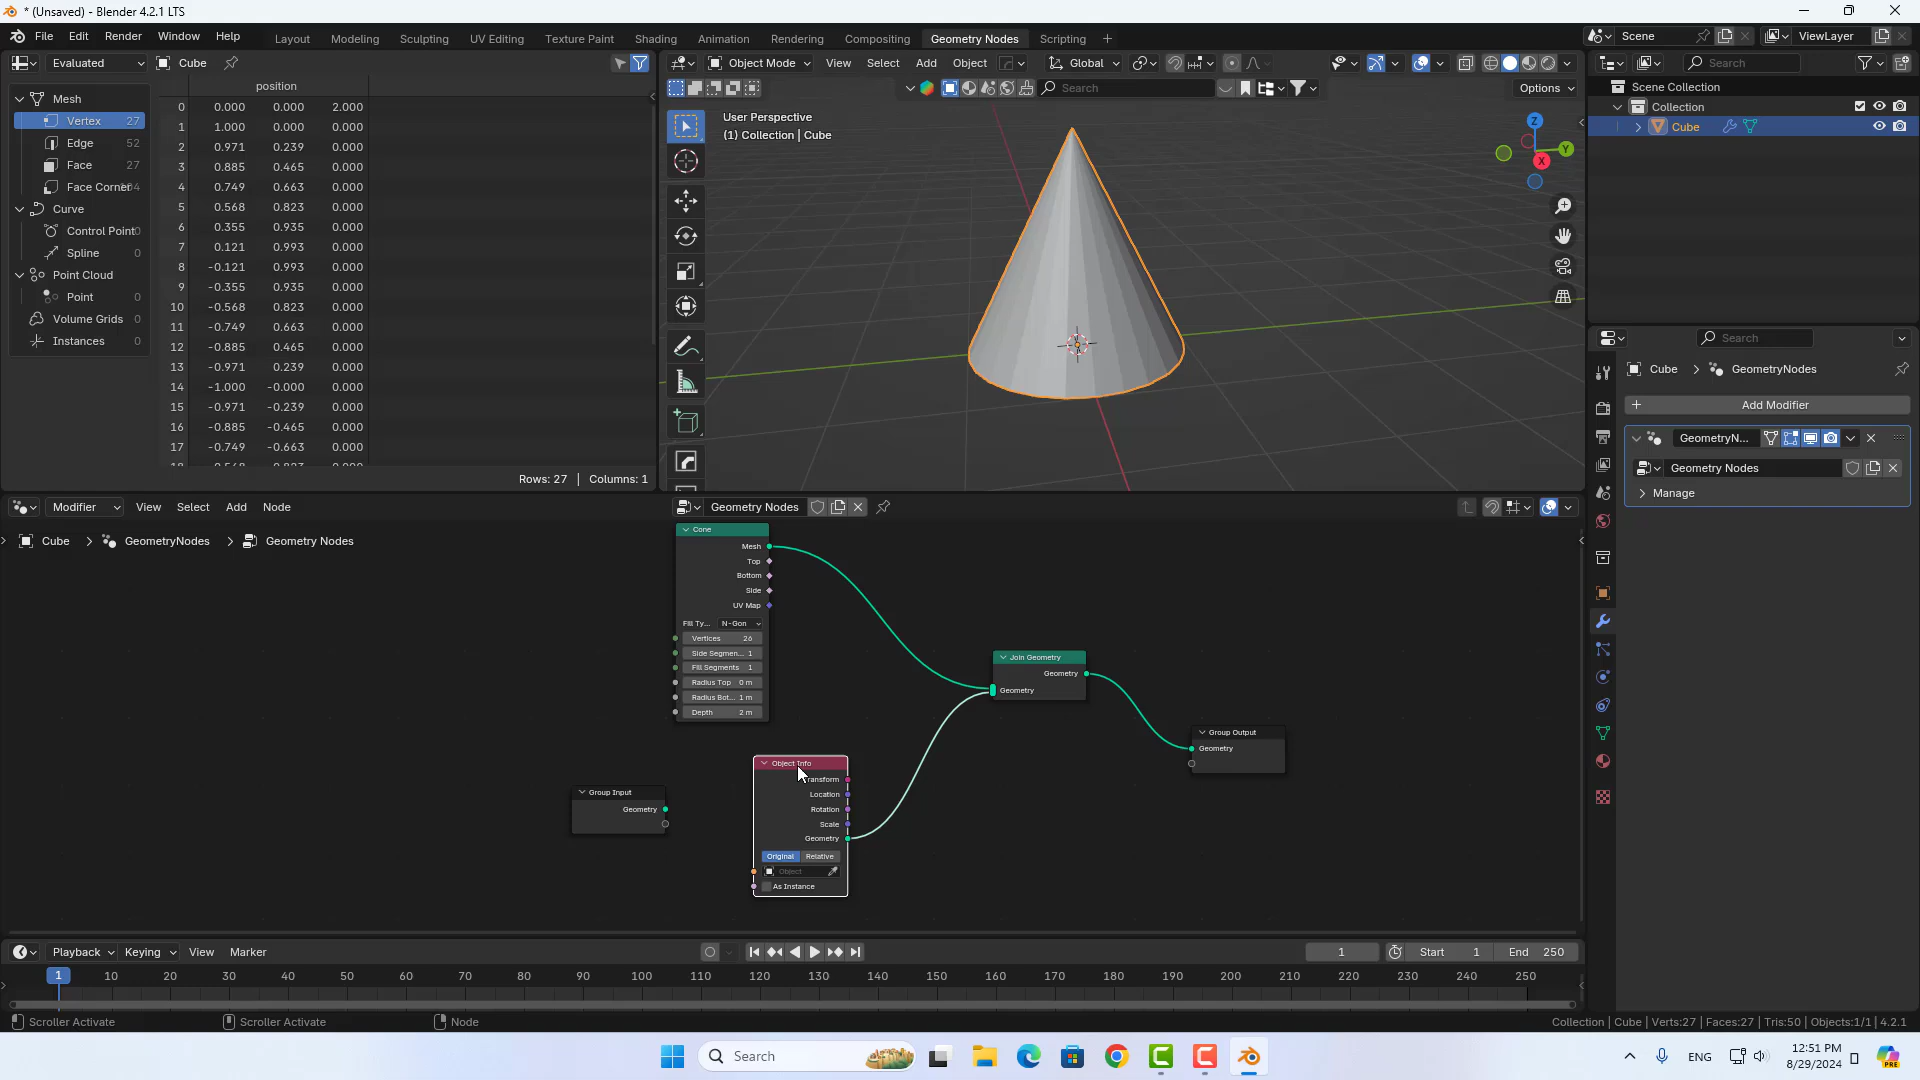 * (Unsaved) - Blender 4.2.1 LTS
File Edit Render Window Help
Layout Modeling Sculpting UV Editing Texture Paint Shading Animation Rendering Compositing Geometry Nodes Scripting +
Scene
ViewLayer
Evaluated
Cube
position
Mesh
Vertex 27
Edge 52
Face 27
Face Corne
Curve
Control Point 0
Spline 0
Point Cloud
Point 0
Volume Grids 0
Instances 0
0 0.000 0.000 2.000
1 1.000 0.000 0.000
2 0.971 0.239 0.000
3 0.885 0.465 0.000
4 0.749 0.663 0.000
5 0.568 0.823 0.000
6 0.355 0.935 0.000
7 0.121 0.993 0.000
8 -0.121 0.993 0.000
9 -0.355 0.935 0.000
10 -0.568 0.823 0.000
11 -0.749 0.663 0.000
12 -0.885 0.465 0.000
13 -0.971 0.239 0.000
14 -1.000 -0.000 0.000
15 -0.971 -0.239 0.000
16 -0.885 -0.465 0.000
17 -0.749 -0.663 0.000
Rows: 27 | Columns: 1
Object Mode View Select Add Object
Global
Search
Options
User Perspective
(1) Collection | Cube
Z
Y
X
Search
Scene Collection
Collection
Cube
Search
Cube > GeometryNodes
+ Add Modifier
GeometryN...
Geometry Nodes
Manage
Modifier View Select Add Node
Geometry Nodes
Cube > GeometryNodes > Geometry Nodes
Cone
Mesh
Top
Bottom
Side
UV Map
Fill Ty... N-Gon
Vertices 26
Side Segmen... 1
Fill Segments 1
Radius Top 0 m
Radius Bot... 1 m
Depth 2 m
Join Geometry
Geometry
Geometry
Group Output
Geometry
Group Input
Geometry
Object Info
Transform
Location
Rotation
Scale
Geometry
Original Relative
Object
As Instance
Playback Keying View Marker
1
Start 1
End 250
1 10 20 30 40 50 60 70 80 90 100 110 120 130 140 150 160 170 180 190 200 210 220 230 240 250
Scroller Activate
Scroller Activate
Node
Collection | Cube | Verts:27 | Faces:27 | Tris:50 | Objects:1/1 | 4.2.1
Search
ENG
12:51 PM
8/29/2024
PRE